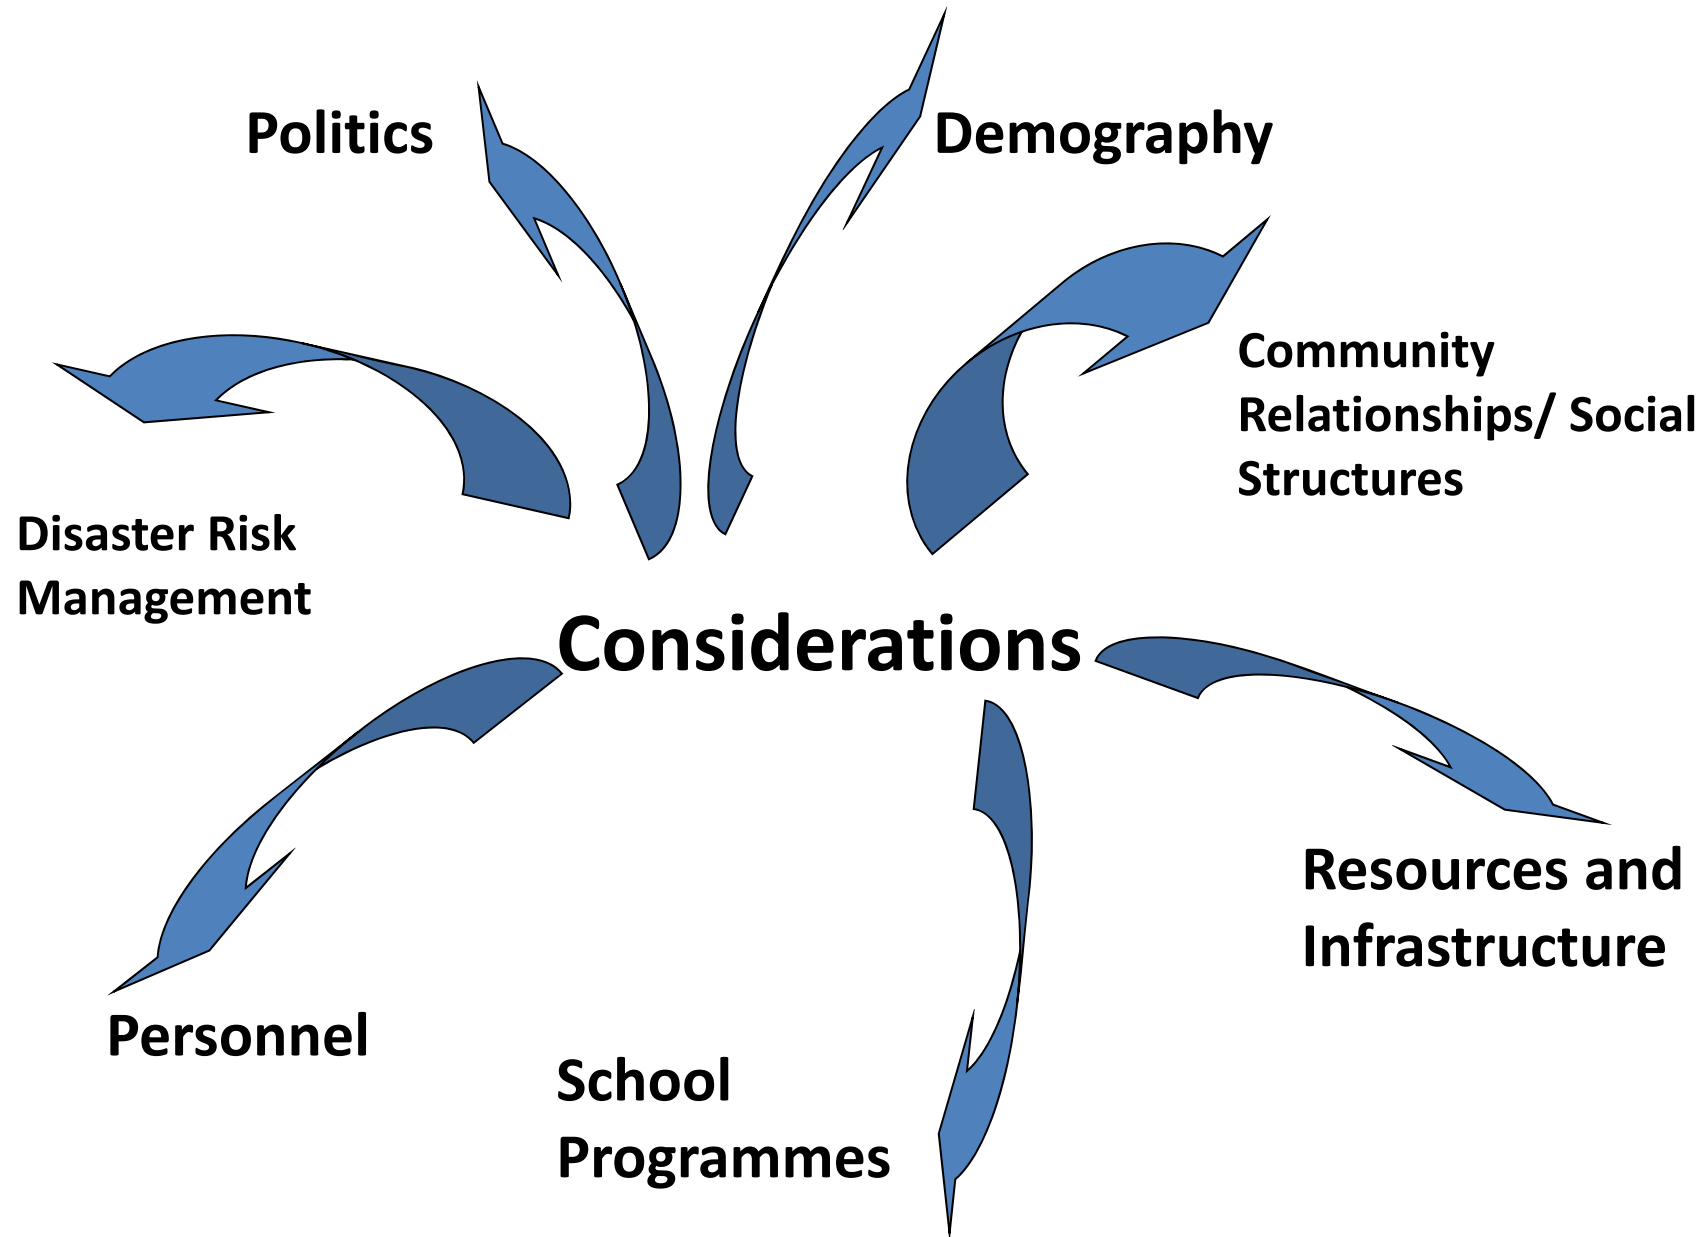 Politics
Demography
Community
Relationships/ Social
Structures
Disaster Risk
Management
Considerations
Resources and
Infrastructure
Personnel
School
Programmes